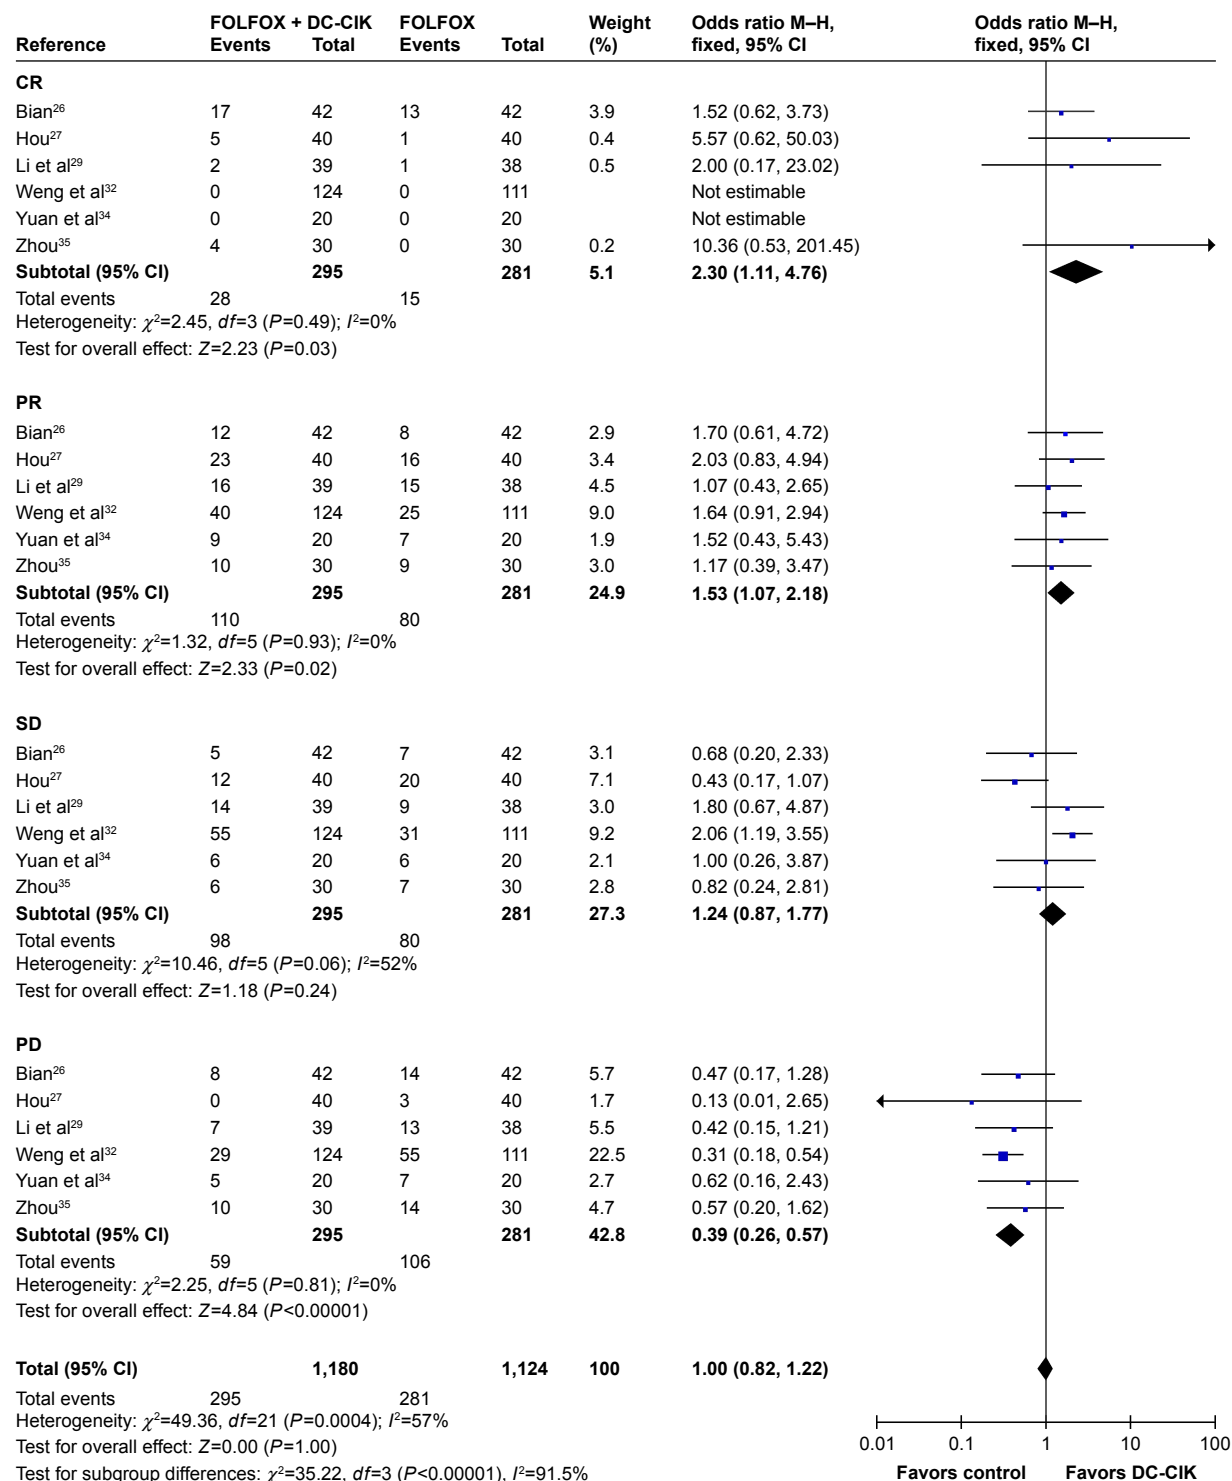 FOLFOX + DC-CIK FOLFOX Weight Odds ratio M–H, Odds ratio M–H,
Reference Events Total Events Total (%) fixed, 95% CI fixed, 95% CI
CR
Bian26 17 42 13 42 3.9 1.52 (0.62, 3.73)
Hou27 5 40 1 40 0.4 5.57 (0.62, 50.03)
Li et al29 2 39 1 38 0.5 2.00 (0.17, 23.02)
Weng et al32 0 124 0 111 Not estimable
Yuan et al34 0 20 0 20 Not estimable
Zhou35 4 30 0 30 0.2 10.36 (0.53, 201.45)
Subtotal (95% CI) 295 281 5.1 2.30 (1.11, 4.76)
Total events 28 15
Heterogeneity: χ2=2.45, df=3 (P=0.49); I2=0%
Test for overall effect: Z=2.23 (P=0.03)
PR
Bian26 12 42 8 42 2.9 1.70 (0.61, 4.72)
Hou27 23 40 16 40 3.4 2.03 (0.83, 4.94)
Li et al29 16 39 15 38 4.5 1.07 (0.43, 2.65)
Weng et al32 40 124 25 111 9.0 1.64 (0.91, 2.94)
Yuan et al34 9 20 7 20 1.9 1.52 (0.43, 5.43)
Zhou35 10 30 9 30 3.0 1.17 (0.39, 3.47)
Subtotal (95% CI) 295 281 24.9 1.53 (1.07, 2.18)
Total events 110 80
Heterogeneity: χ2=1.32, df=5 (P=0.93); I2=0%
Test for overall effect: Z=2.33 (P=0.02)
SD
Bian26 5 42 7 42 3.1 0.68 (0.20, 2.33)
Hou27 12 40 20 40 7.1 0.43 (0.17, 1.07)
Li et al29 14 39 9 38 3.0 1.80 (0.67, 4.87)
Weng et al32 55 124 31 111 9.2 2.06 (1.19, 3.55)
Yuan et al34 6 20 6 20 2.1 1.00 (0.26, 3.87)
Zhou35 6 30 7 30 2.8 0.82 (0.24, 2.81)
Subtotal (95% CI) 295 281 27.3 1.24 (0.87, 1.77)
Total events 98 80
Heterogeneity: χ2=10.46, df=5 (P=0.06); I2=52%
Test for overall effect: Z=1.18 (P=0.24)
PD
Bian26 8 42 14 42 5.7 0.47 (0.17, 1.28)
Hou27 0 40 3 40 1.7 0.13 (0.01, 2.65)
Li et al29 7 39 13 38 5.5 0.42 (0.15, 1.21)
Weng et al32 29 124 55 111 22.5 0.31 (0.18, 0.54)
Yuan et al34 5 20 7 20 2.7 0.62 (0.16, 2.43)
Zhou35 10 30 14 30 4.7 0.57 (0.20, 1.62)
Subtotal (95% CI) 295 281 42.8 0.39 (0.26, 0.57)
Total events 59 106
Heterogeneity: χ2=2.25, df=5 (P=0.81); I2=0%
Test for overall effect: Z=4.84 (P<0.00001)
Total (95% CI) 1,180 1,124 100 1.00 (0.82, 1.22)
Total events 295 281
Heterogeneity: χ2=49.36, df=21 (P=0.0004); I2=57%
Test for overall effect: Z=0.00 (P=1.00)
0.01 0.1 1 10 100
Test for subgroup differences: χ2=35.22, df=3 (P<0.00001), I2=91.5%
Favors control Favors DC-CIK